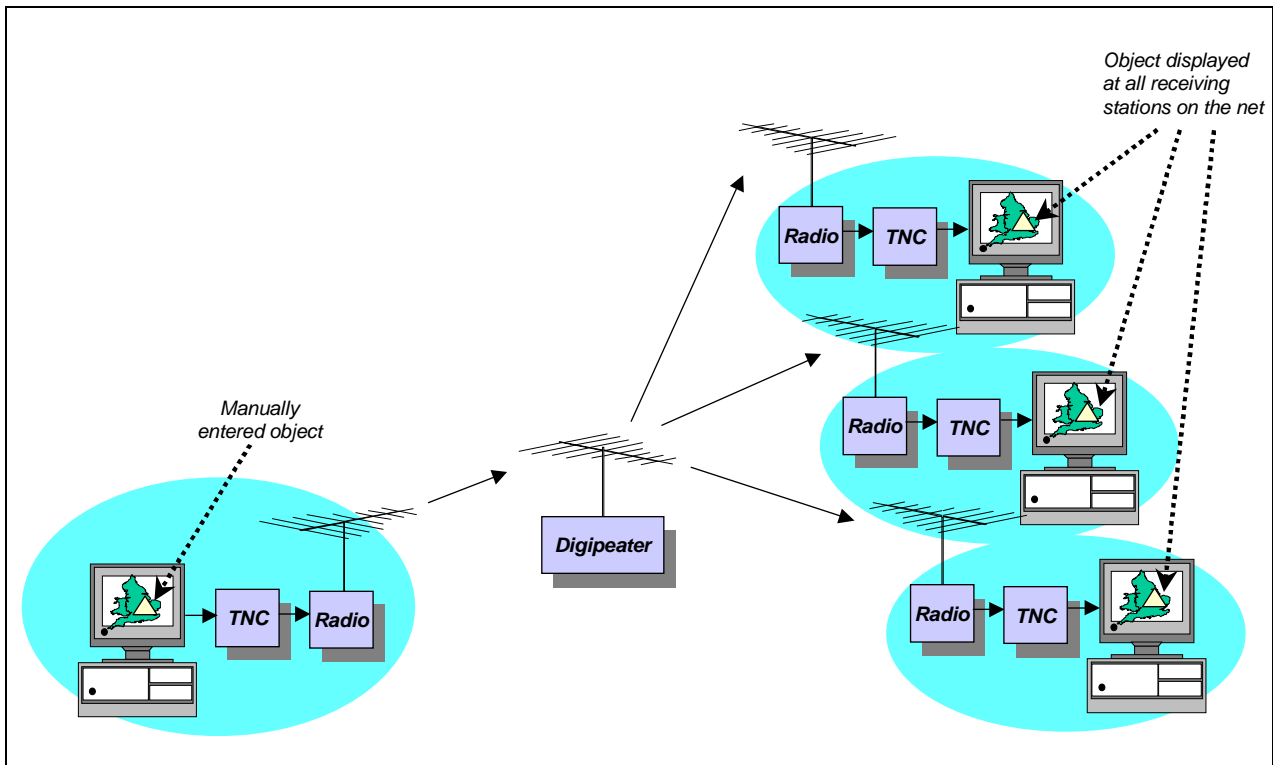 Object displayed
at all receiving
stations on the net
Radio
TNC
Radio
TNC
Manually
entered object
Digipeater
Radio
TNC
TNC
Radio